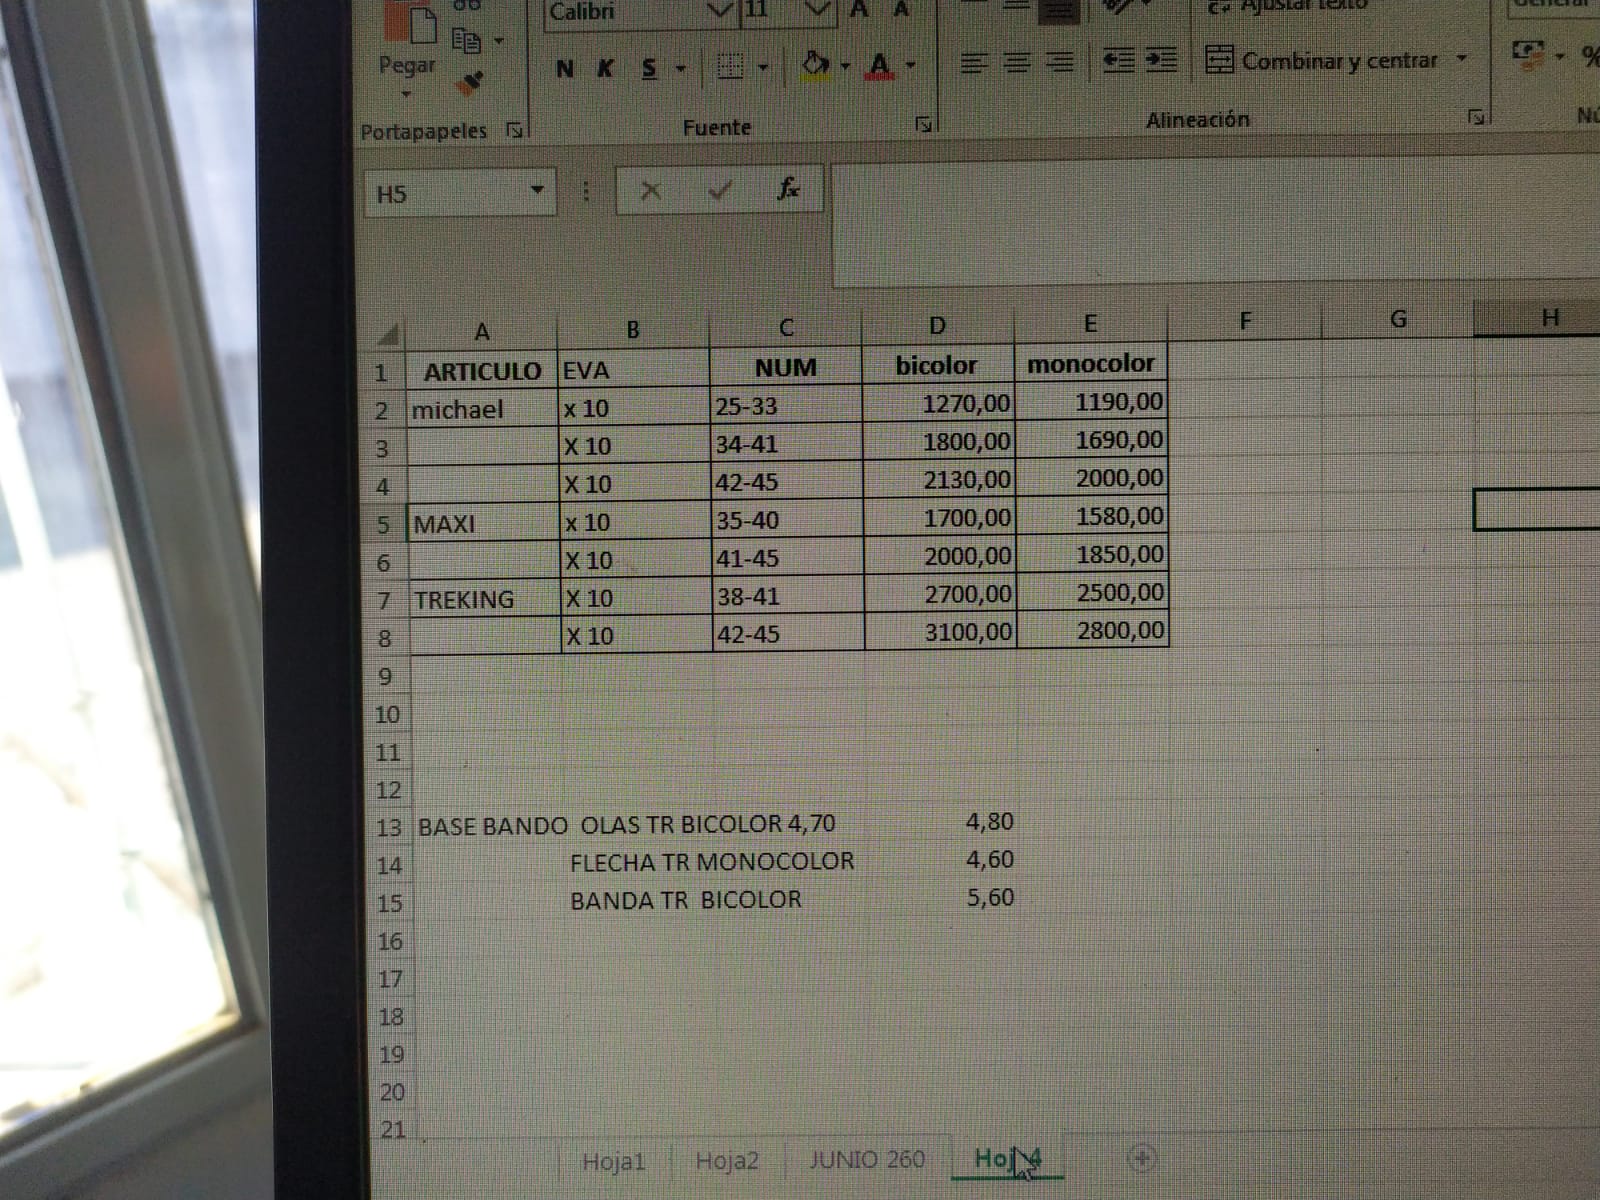 Calibri 11 A A Ajustar texto General
Pegar N K S A Combinar y centrar %
Portapapeles Fuente Alineación
H5 fx
A B C D E F G H
1 ARTICULO EVA NUM bicolor monocolor
2 michael x 10 25-33 1270,00 1190,00
3 X 10 34-41 1800,00 1690,00
4 X 10 42-45 2130,00 2000,00
5 MAXI x 10 35-40 1700,00 1580,00
6 X 10 41-45 2000,00 1850,00
7 TREKING X 10 38-41 2700,00 2500,00
8 X 10 42-45 3100,00 2800,00
9
10
11
12
13 BASE BANDO OLAS TR BICOLOR 4,70 4,80
14 FLECHA TR MONOCOLOR 4,60
15 BANDA TR BICOLOR 5,60
16
17
18
19
20
21
Hoja1 Hoja2 JUNIO 260